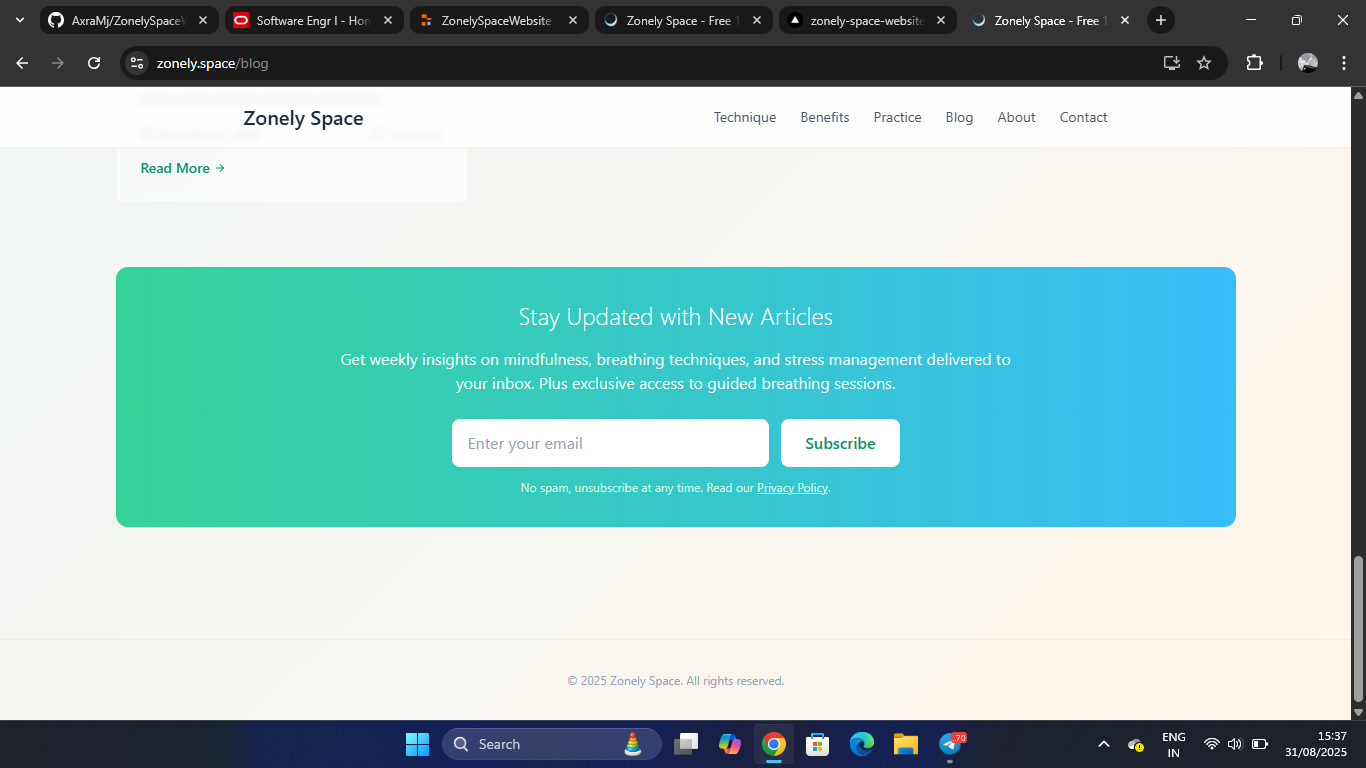 AxraMj/ZonelySpaceW
Software Engr I - Hon
ZonelySpaceWebsite
Zonely Space - Free 1
zonely-space-website
Zonely Space - Free 1
zonely.space/blog
Zonely Space
Technique
Benefits
Practice
Blog
About
Contact
Read More →
Stay Updated with New Articles
Get weekly insights on mindfulness, breathing techniques, and stress management delivered to
your inbox. Plus exclusive access to guided breathing sessions.
Enter your email
Subscribe
No spam, unsubscribe at any time. Read our Privacy Policy.
© 2025 Zonely Space. All rights reserved.
Search
.70
ENG
IN
15:37
31/08/2025